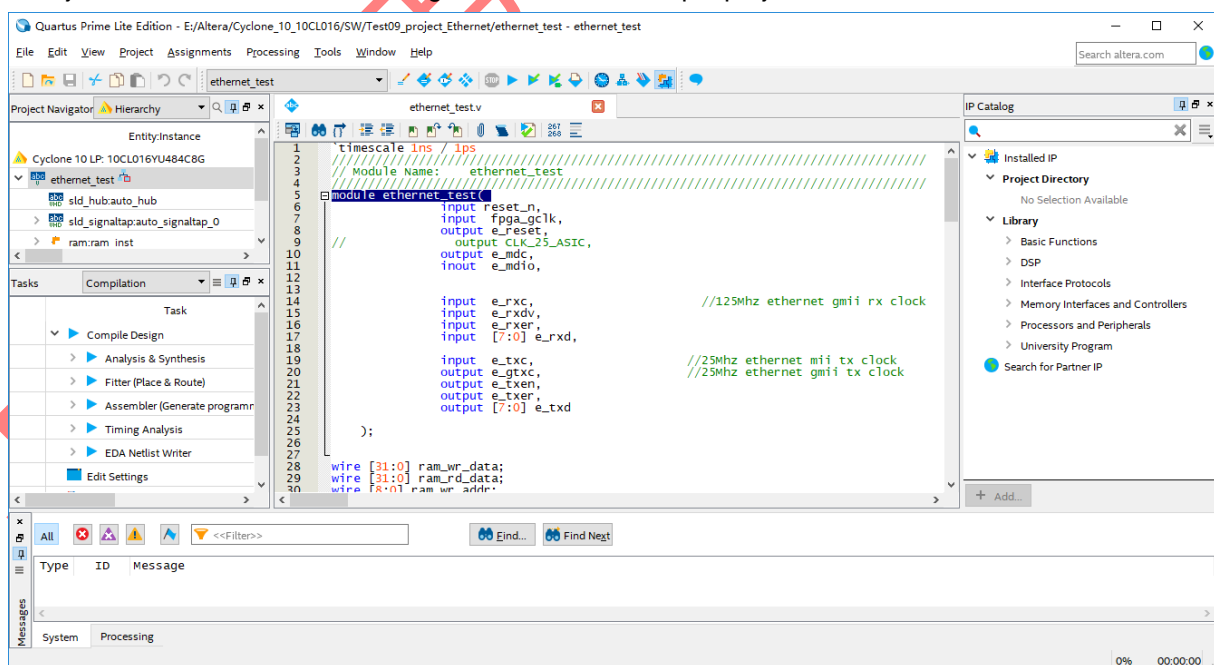 Quartus Prime Lite Edition - E:/Altera/Cyclone_10_10CL016/SW/Test09_project_Ethernet/ethernet_test - ethernet_test
File Edit View Project Assignments Processing Tools Window Help
Search altera.com
ethernet_test
Project Navigator Hierarchy
Entity:Instance
Cyclone 10 LP: 10CL016YU484C8G
ethernet_test
sld_hub:auto_hub
sld_signaltap:auto_signaltap_0
ram:ram_inst
Tasks Compilation
Task
Compile Design
Analysis & Synthesis
Fitter (Place & Route)
Assembler (Generate programm
Timing Analysis
EDA Netlist Writer
Edit Settings
ethernet_test.v
267
268
1 `timescale 1ns / 1ps
2 //////////////////////////////////////////////////////////////////////////////////
3 // Module Name: ethernet_test
4 //////////////////////////////////////////////////////////////////////////////////
5 module ethernet_test(
6 input reset_n,
7 input fpga_gclk,
8 output e_reset,
9 // output CLK_25_ASIC,
10 output e_mdc,
11 inout e_mdio,
12
13
14 input e_rxc, //125Mhz ethernet gmii rx clock
15 input e_rxdv,
16 input e_rxer,
17 input [7:0] e_rxd,
18
19 input e_txc, //25Mhz ethernet mii tx clock
20 output e_gtxc, //25Mhz ethernet gmii tx clock
21 output e_txen,
22 output e_txer,
23 output [7:0] e_txd
24
25 );
26
27
28 wire [31:0] ram_wr_data;
29 wire [31:0] ram_rd_data;
30 wire [8:0] ram_wr_addr;
IP Catalog
Installed IP
Project Directory
No Selection Available
Library
Basic Functions
DSP
Interface Protocols
Memory Interfaces and Controllers
Processors and Peripherals
University Program
Search for Partner IP
+ Add...
All <<Filter>> Find... Find Next
Type ID Message
Messages
System Processing
0% 00:00:00